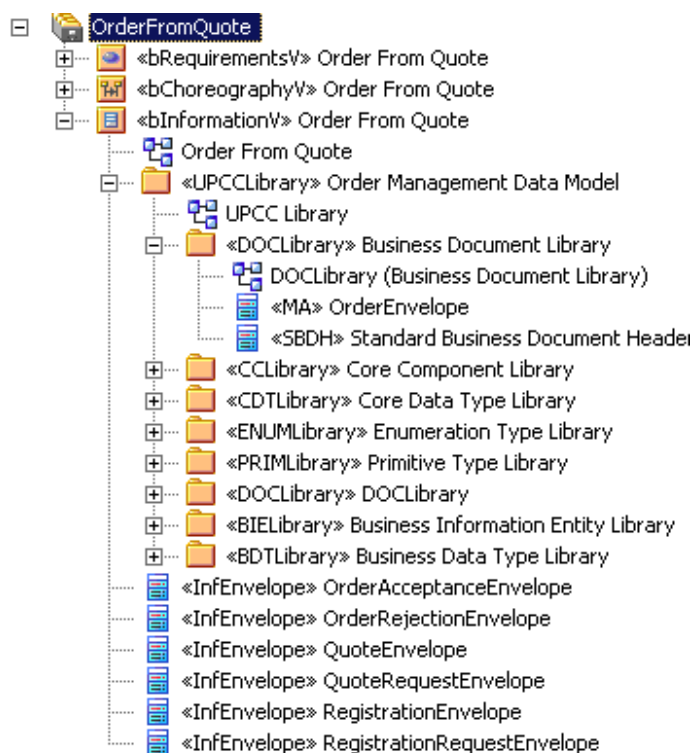 OrderFromQuote
«bRequirementsV» Order From Quote
«bChoreographyV» Order From Quote
«bInformationV» Order From Quote
Order From Quote
«UPCCLibrary» Order Management Data Model
UPCC Library
«DOCLibrary» Business Document Library
DOCLibrary (Business Document Library)
«MA» OrderEnvelope
«SBDH» Standard Business Document Header
«CCLibrary» Core Component Library
«CDTLibrary» Core Data Type Library
«ENUMLibrary» Enumeration Type Library
«PRIMLibrary» Primitive Type Library
«DOCLibrary» DOCLibrary
«BIELibrary» Business Information Entity Library
«BDTLibrary» Business Data Type Library
«InfEnvelope» OrderAcceptanceEnvelope
«InfEnvelope» OrderRejectionEnvelope
«InfEnvelope» QuoteEnvelope
«InfEnvelope» QuoteRequestEnvelope
«InfEnvelope» RegistrationEnvelope
«InfEnvelope» RegistrationRequestEnvelope